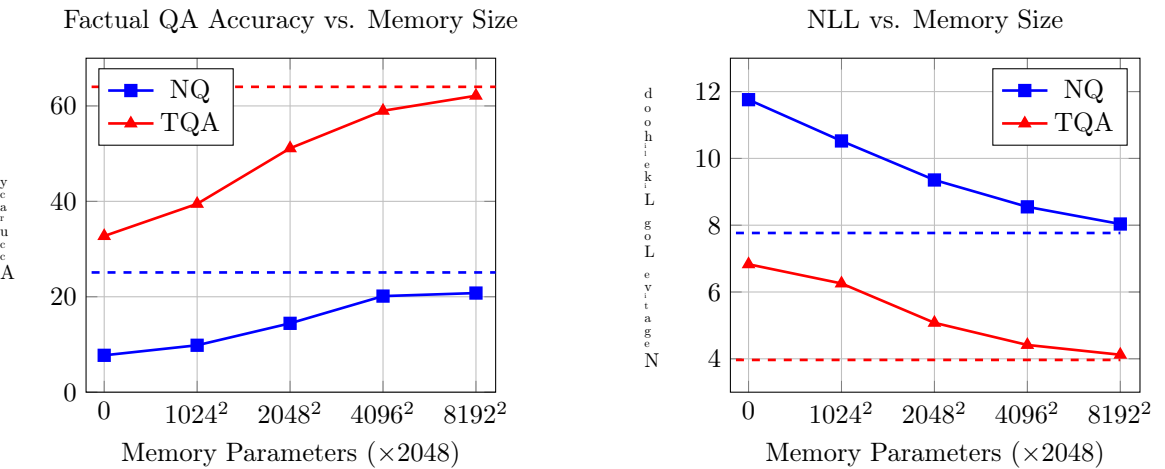 Factual QA Accuracy vs. Memory Size
NQ
TQA
60
40
20
0
Accuracy
0 1024² 2048² 4096² 8192²
Memory Parameters (×2048)
NLL vs. Memory Size
NQ
TQA
12
10
8
6
4
Negative Log Likelihood
0 1024² 2048² 4096² 8192²
Memory Parameters (×2048)